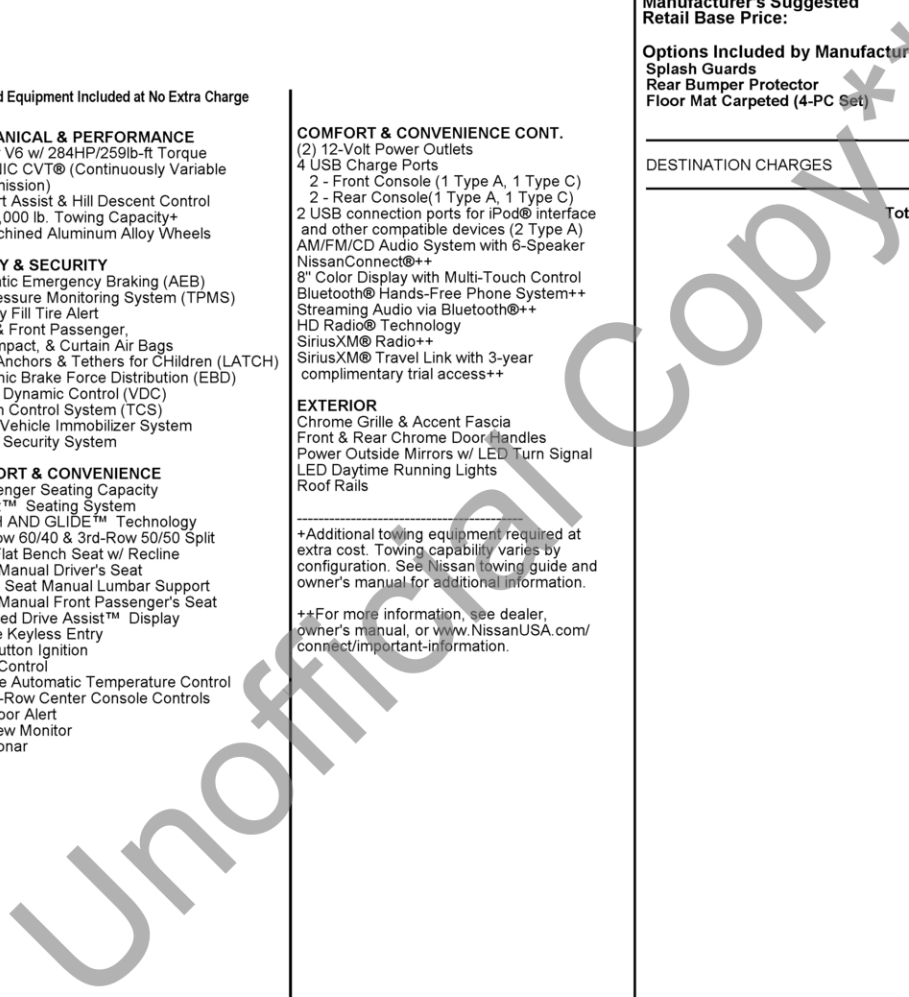 d Equipment Included at No Extra Charge
ANICAL & PERFORMANCE
V6 w/ 284HP/259lb-ft Torque
NIC CVT® (Continuously Variable
mission)
rt Assist & Hill Descent Control
,000 lb. Towing Capacity+
chined Aluminum Alloy Wheels
Y & SECURITY
tic Emergency Braking (AEB)
essure Monitoring System (TPMS)
y Fill Tire Alert
& Front Passenger,
mpact, & Curtain Air Bags
Anchors & Tethers for CHildren (LATCH)
nic Brake Force Distribution (EBD)
Dynamic Control (VDC)
n Control System (TCS)
Vehicle Immobilizer System
Security System
ORT & CONVENIENCE
enger Seating Capacity
™ Seating System
H AND GLIDE™ Technology
ow 60/40 & 3rd-Row 50/50 Split
Flat Bench Seat w/ Recline
Manual Driver's Seat
Seat Manual Lumbar Support
Manual Front Passenger's Seat
ed Drive Assist™ Display
e Keyless Entry
utton Ignition
Control
e Automatic Temperature Control
-Row Center Console Controls
oor Alert
ew Monitor
onar
COMFORT & CONVENIENCE CONT.
(2) 12-Volt Power Outlets
4 USB Charge Ports
2 - Front Console (1 Type A, 1 Type C)
2 - Rear Console(1 Type A, 1 Type C)
2 USB connection ports for iPod® interface
and other compatible devices (2 Type A)
AM/FM/CD Audio System with 6-Speaker
NissanConnect®++
8" Color Display with Multi-Touch Control
Bluetooth® Hands-Free Phone System++
Streaming Audio via Bluetooth®++
HD Radio® Technology
SiriusXM® Radio++
SiriusXM® Travel Link with 3-year
complimentary trial access++
EXTERIOR
Chrome Grille & Accent Fascia
Front & Rear Chrome Door Handles
Power Outside Mirrors w/ LED Turn Signal
LED Daytime Running Lights
Roof Rails
--------------------------------------------
+Additional towing equipment required at
extra cost. Towing capability varies by
configuration. See Nissan towing guide and
owner's manual for additional information.
++For more information, see dealer,
owner's manual, or www.NissanUSA.com/
connect/important-information.
Manufacturer's Suggested
Retail Base Price:
Options Included by Manufactur
Splash Guards
Rear Bumper Protector
Floor Mat Carpeted (4-PC Set)
DESTINATION CHARGES
Tot
Unofficial Copy**